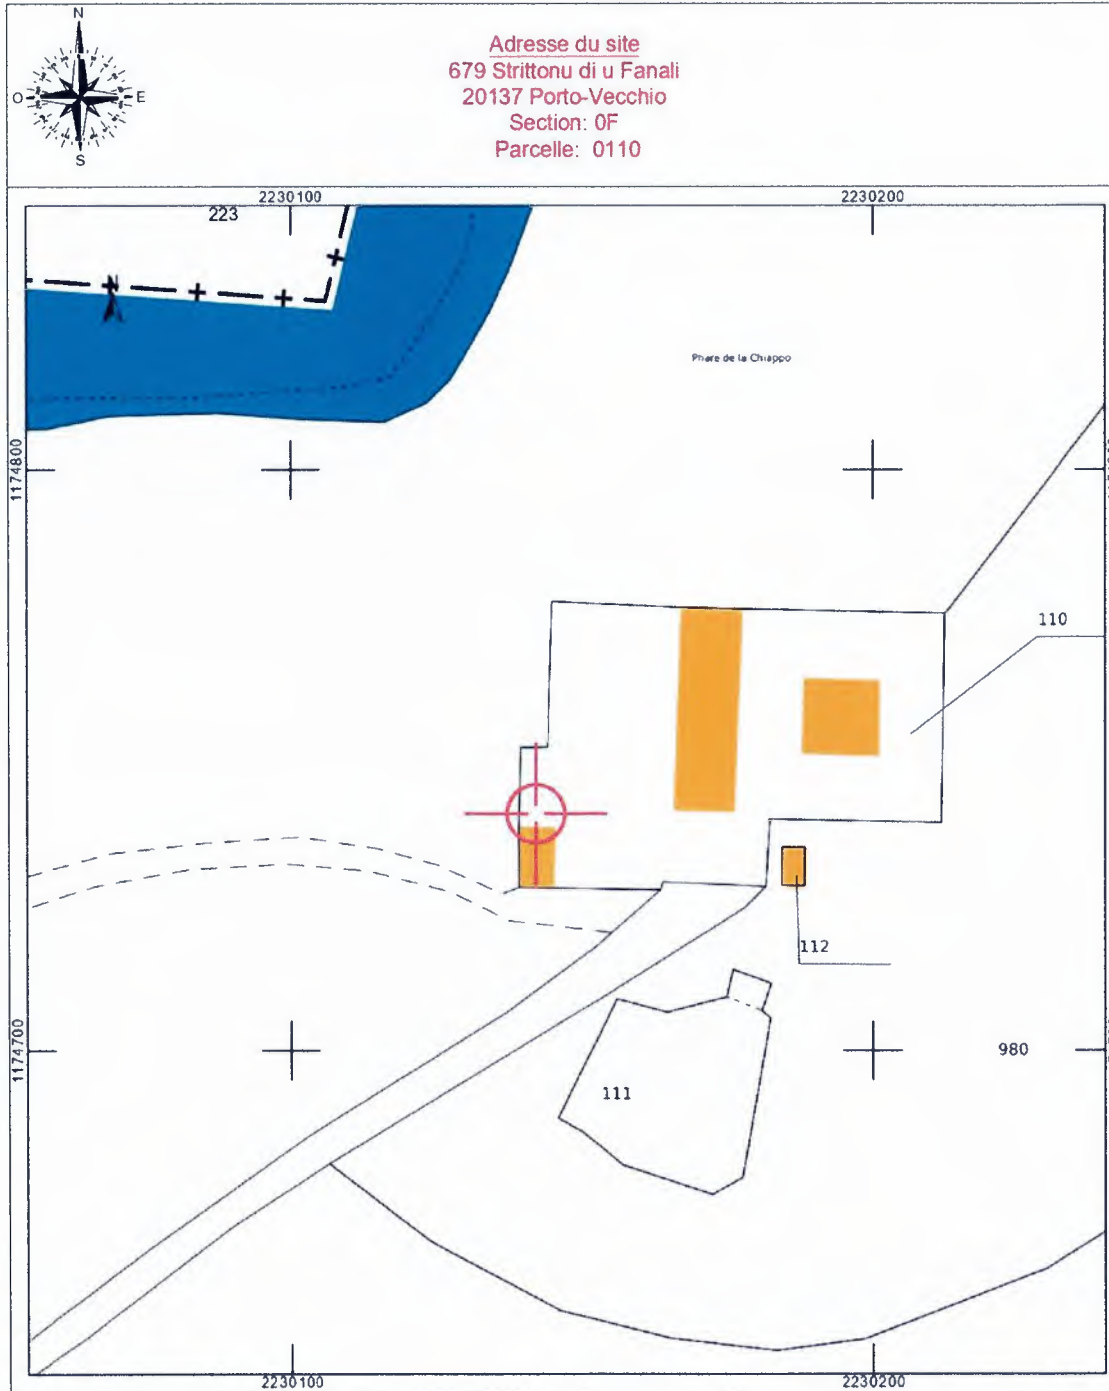 N
O
E
S
Adresse du site
679 Strittonu di u Fanali
20137 Porto-Vecchio
Section: 0F
Parcelle: 0110
2230100
2230200
223
N
Phare de la Chiappo
1174800
110
112
1174700
980
111
2230100
2230200